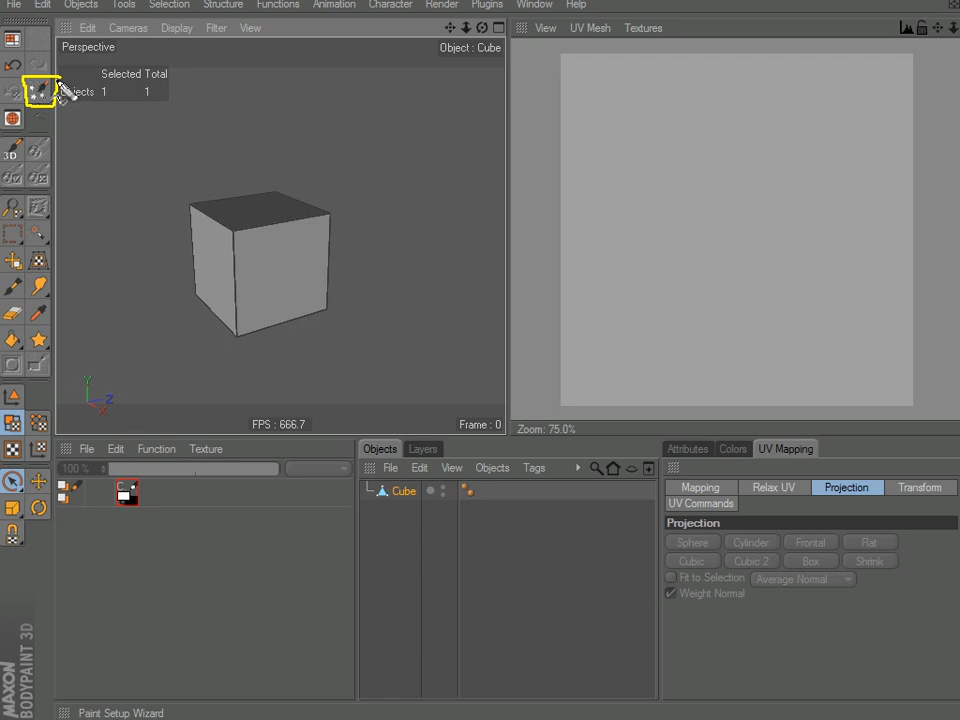 File Edit Objects Tools Selection Structure Functions Animation Character Render Plugins Window Help
Edit Cameras Display Filter View
View UV Mesh Textures
Perspective
Object : Cube
Selected Total
1 1
3D
Y
Z
X
FPS : 666.7
Frame : 0
Zoom: 75.0%
File Edit Function Texture
100 %
C..
Objects Layers
File Edit View Objects Tags
Cube
Attributes Colors UV Mapping
Mapping Relax UV Projection Transform
UV Commands
Projection
Sphere Cylinder Frontal Flat
Cubic Cubic 2 Box Shrink
Fit to Selection Average Normal
Weight Normal
MAXON
BODYPAINT 3D
Paint Setup Wizard